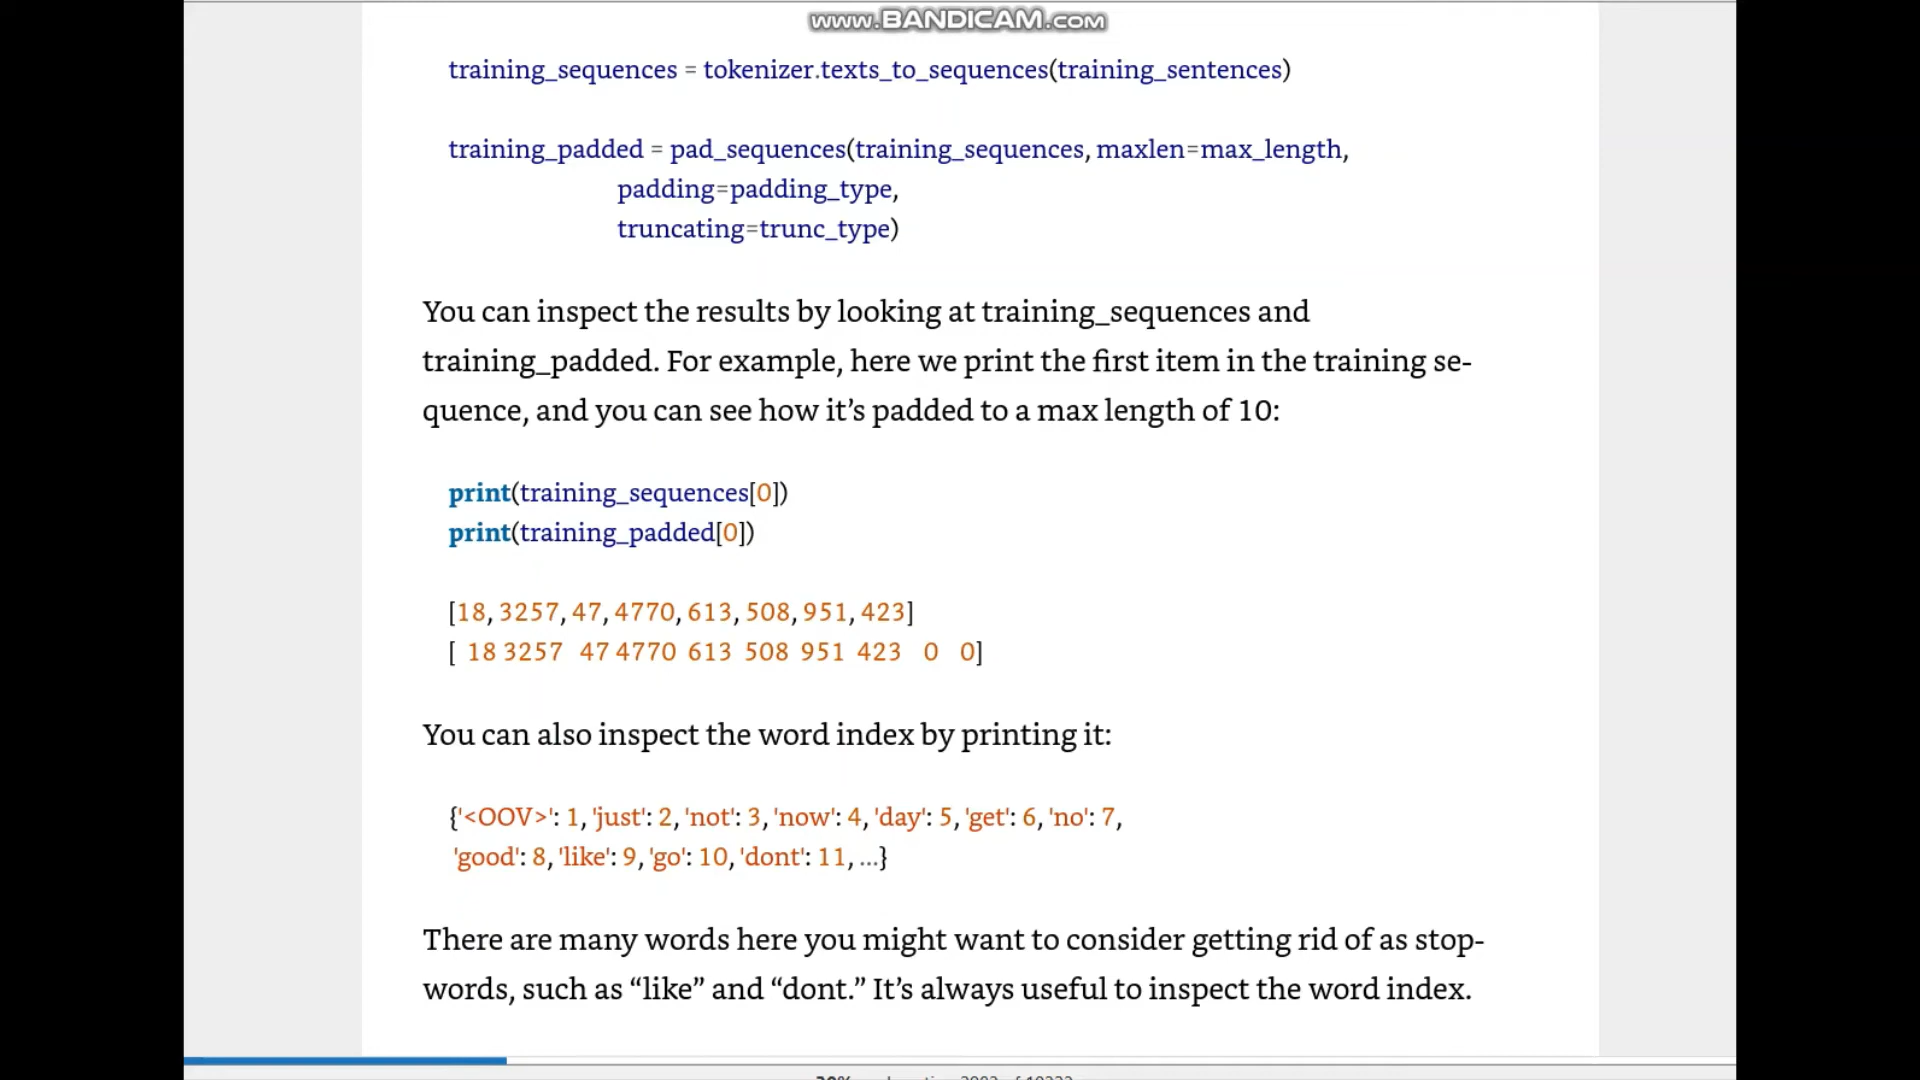 www.BANDICAM.com
training_sequences = tokenizer.texts_to_sequences(training_sentences)
training_padded = pad_sequences(training_sequences, maxlen=max_length,
padding=padding_type,
truncating=trunc_type)
You can inspect the results by looking at training_sequences and
training_padded. For example, here we print the first item in the training se-
quence, and you can see how it’s padded to a max length of 10:
print(training_sequences[0])
print(training_padded[0])
[18, 3257, 47, 4770, 613, 508, 951, 423]
[ 18 3257 47 4770 613 508 951 423 0 0]
You can also inspect the word index by printing it:
{'<OOV>': 1, 'just': 2, 'not': 3, 'now': 4, 'day': 5, 'get': 6, 'no': 7,
'good': 8, 'like': 9, 'go': 10, 'dont': 11, ...}
There are many words here you might want to consider getting rid of as stop-
words, such as “like” and “dont.” It’s always useful to inspect the word index.